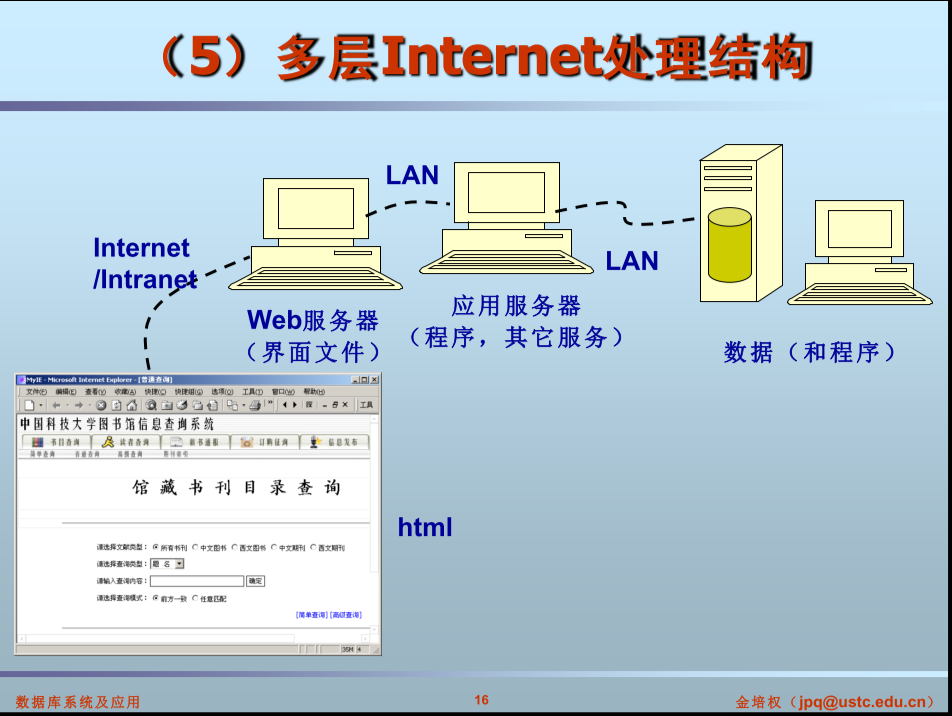 （5）多层Internet处理结构
LAN
Internet
/Intranet
LAN
Web服务器
（界面文件）
应用服务器
（程序，其它服务）
数据（和程序）
MyIE - Microsoft Internet Explorer - [普通查询]
文件(F) 编辑(E) 查看(V) 收藏(A) 快捷(C) 快捷组(G) 选项(O) 工具(T) 窗口(W) 帮助(H)
工具
中国科技大学图书馆信息查询系统
书目查询 读者查询 新书通报 订购征询 信息发布
简单查询 普通查询 高级查询 期刊索引
馆藏书刊目录查询
请选择文献类型： 所有书刊 中文图书 西文图书 中文期刊 西文期刊
请选择查询类型： 题 名
请输入查询内容： 确定
请选择查询模式： 前方一致 任意匹配
[简单查询] [高级查询]
35M 4
html
数据库系统及应用
16
金培权（jpq@ustc.edu.cn）